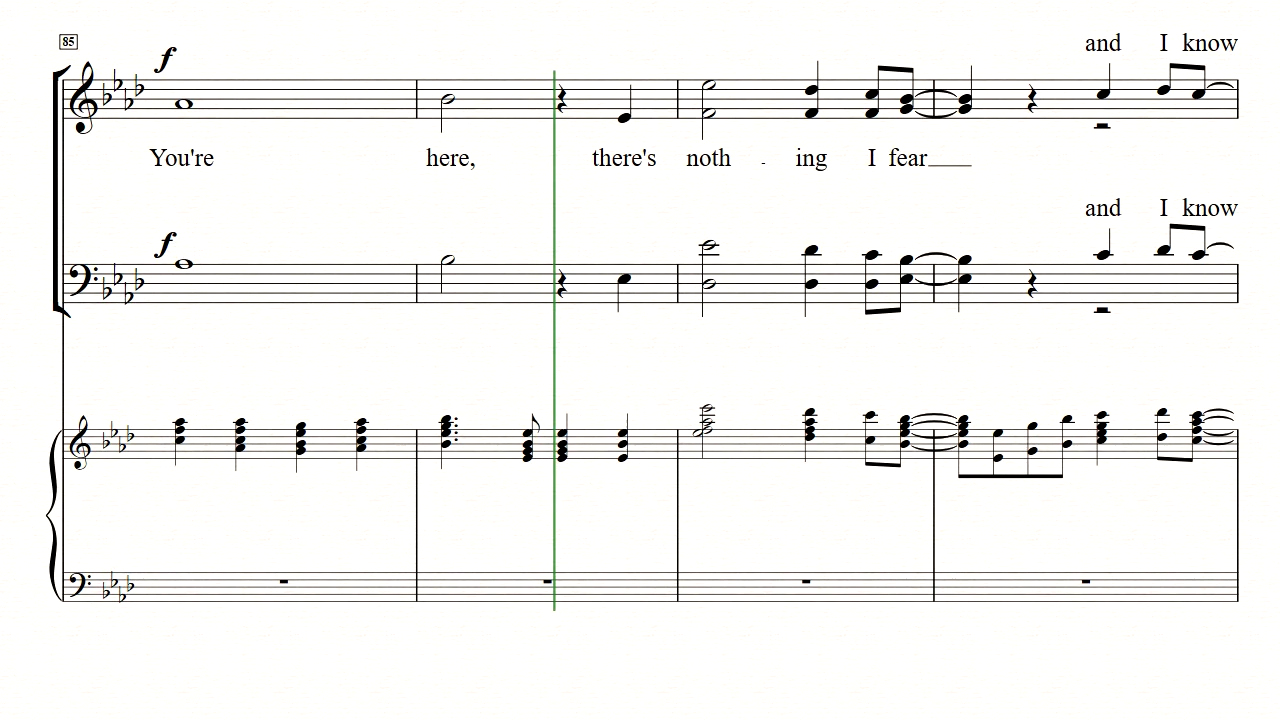 85
f
and I know
You're here, there's noth - ing I fear
and I know
f